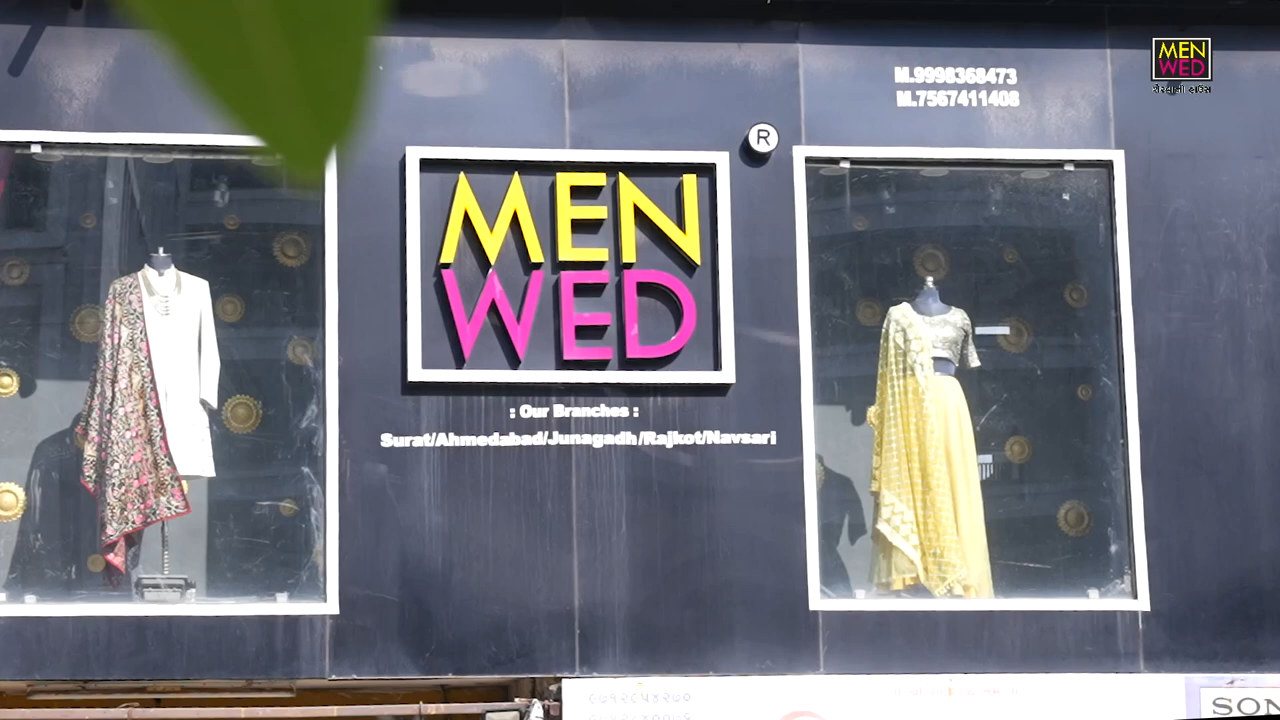 M.9998368473
M.7567411408
MEN
WED
®
MEN
WED
: Our Branches :
Surat/Ahmedabad/Junagadh/Rajkot/Navsari
SON